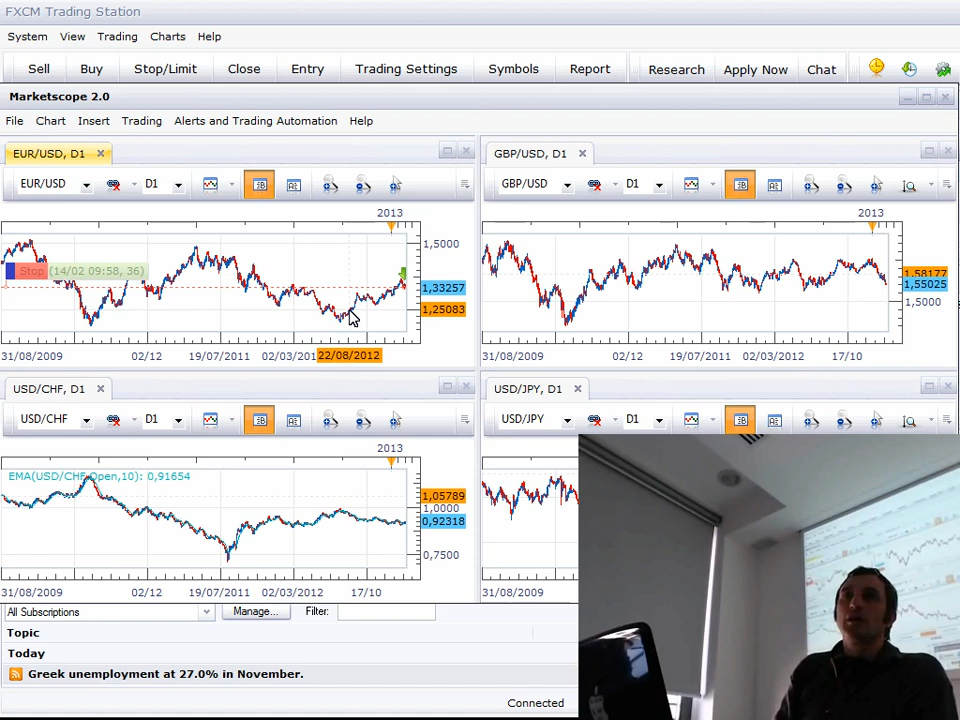 FXCM Trading Station
System View Trading Charts Help
Sell Buy Stop/Limit Close Entry Trading Settings Symbols Report Research Apply Now Chat
Marketscope 2.0
File Chart Insert Trading Alerts and Trading Automation Help
EUR/USD, D1
EUR/USD D1
2013
Stop (14/02 09:58, 36)
1,5000
1,33257
1,25083
31/08/2009 02/12 19/07/2011 02/03/201 22/08/2012
GBP/USD, D1
GBP/USD D1
2013
1,58177
1,55025
1,5000
31/08/2009 02/12 19/07/2011 02/03/2012 17/10
USD/CHF, D1
USD/CHF D1
2013
EMA(USD/CHF.Open,10): 0,91654
1,05789
1,0000
0,92318
0,7500
31/08/2009 02/12 19/07/2011 02/03/2012 17/10
USD/JPY, D1
USD/JPY D1
31/08/2009
All Subscriptions Manage... Filter:
Topic
Today
Greek unemployment at 27.0% in November.
Connected